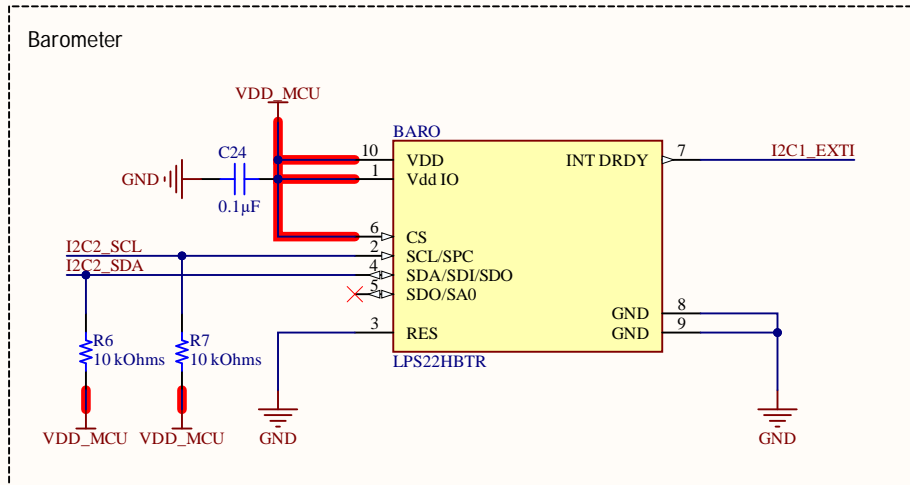 Barometer
VDD_MCU
BARO
C24
GND
0.1µF
10 VDD
1 Vdd IO
6 CS
I2C2_SCL 2 SCL/SPC
I2C2_SDA 4 SDA/SDI/SDO
5 SDO/SA0
3 RES
INT DRDY 7 I2C1_EXTI
GND 8
GND 9
LPS22HBTR
R6
10 kOhms
R7
10 kOhms
VDD_MCU
VDD_MCU
GND
GND